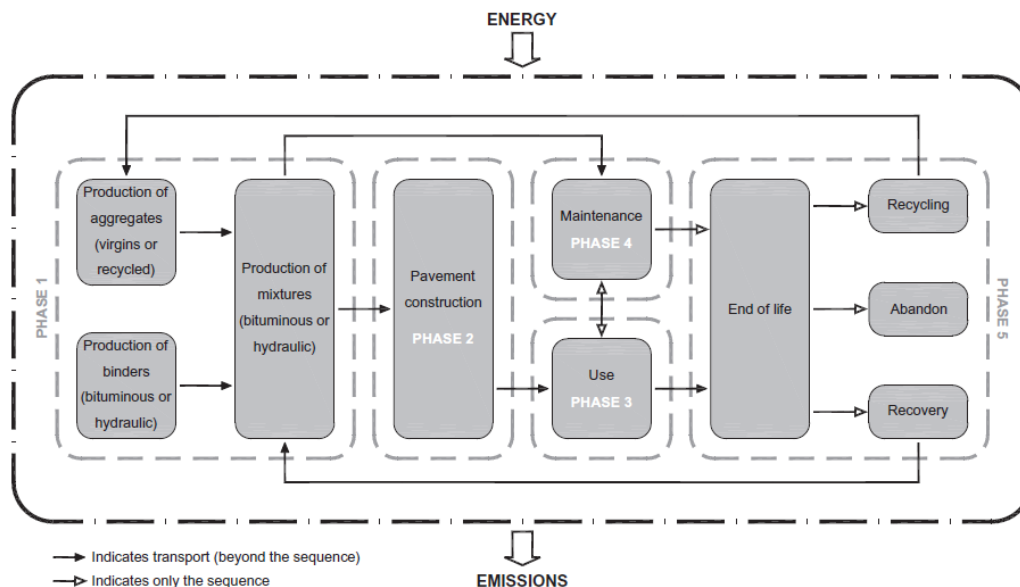 ENERGY
PHASE 1
Production of
aggregates
(virgins or
recycled)
Production of
binders
(bituminous or
hydraulic)
Production of
mixtures
(bituminous or
hydraulic)
Pavement
construction
PHASE 2
Maintenance
PHASE 4
Use
PHASE 3
End of life
Recycling
Abandon
Recovery
PHASE 5
Indicates transport (beyond the sequence)
Indicates only the sequence
EMISSIONS